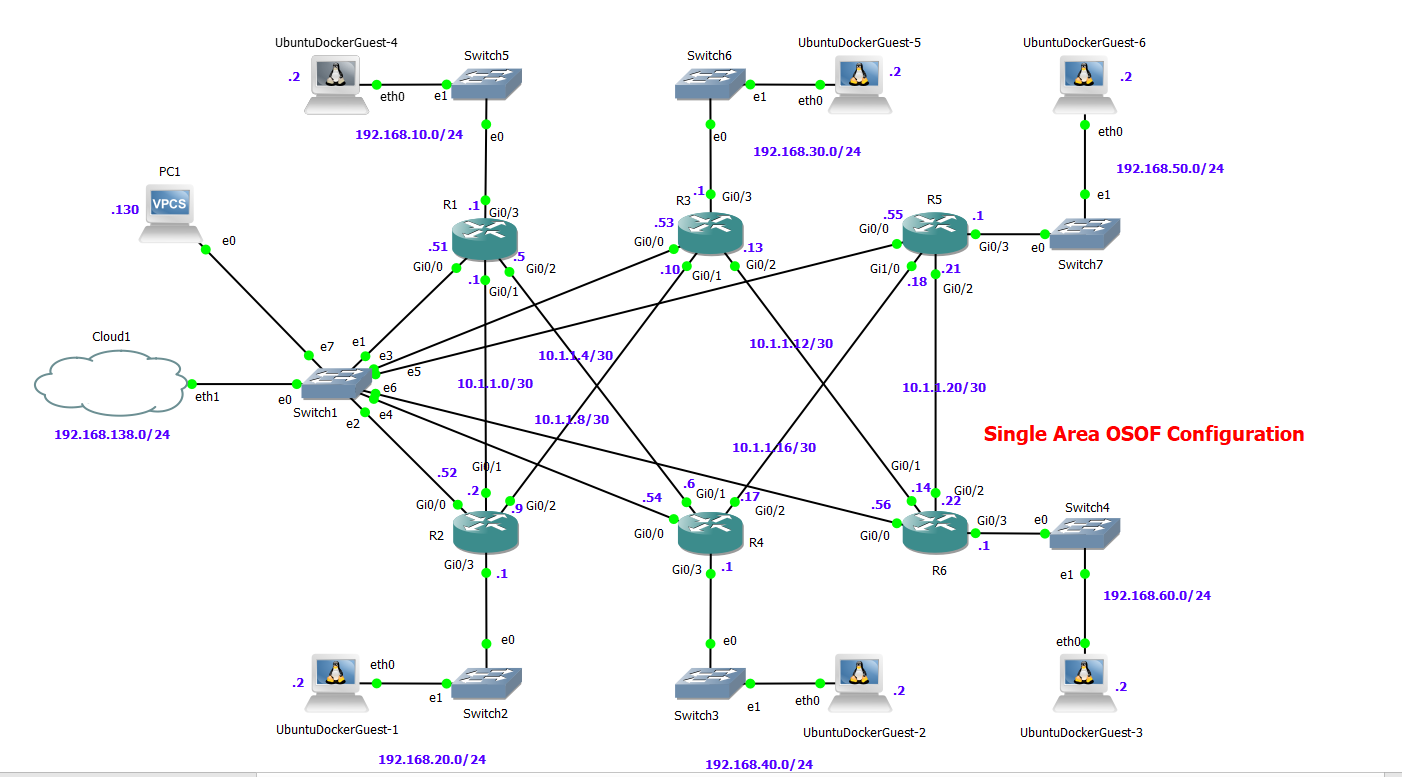 UbuntuDockerGuest-4
Switch5
Switch6
UbuntuDockerGuest-5
UbuntuDockerGuest-6
.2
eth0
e1
e1
eth0
.2
.2
192.168.10.0/24
e0
e0
192.168.30.0/24
eth0
192.168.50.0/24
PC1
VPCS
.130
e0
R1
.1
Gi0/3
R3
.1
Gi0/3
e1
R5
.51
Gi0/0
.5
Gi0/2
.1
Gi0/1
.53
Gi0/0
.13
Gi0/2
.10
Gi0/1
.55
Gi0/0
.1
Gi0/3
e0
Switch7
Gi1/0
.18
.21
Gi0/2
Cloud1
eth1
192.168.138.0/24
e7
e1
e3
e5
e0
Switch1
e6
e4
e2
10.1.1.4/30
10.1.1.0/30
10.1.1.8/30
10.1.1.12/30
10.1.1.20/30
10.1.1.16/30
Single Area OSOF Configuration
.52
Gi0/0
Gi0/1
.2
.9
Gi0/2
R2
Gi0/3
.1
.54
Gi0/0
.6
Gi0/1
.17
Gi0/2
R4
Gi0/3
.1
Gi0/1
.14
.56
Gi0/0
Gi0/2
.22
Gi0/3
.1
R6
e0
Switch4
e1
192.168.60.0/24
eth0
e0
e0
eth0
.2
e1
Switch2
UbuntuDockerGuest-1
192.168.20.0/24
Switch3
e1
eth0
.2
UbuntuDockerGuest-2
192.168.40.0/24
.2
UbuntuDockerGuest-3